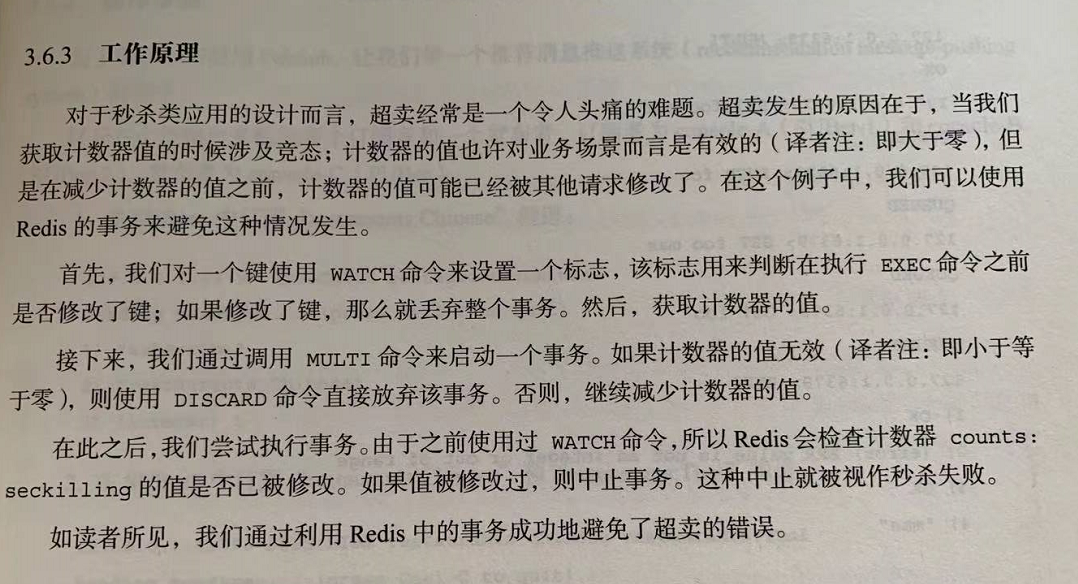 3.6.3 工作原理
对于秒杀类应用的设计而言，超卖经常是一个令人头痛的难题。超卖发生的原因在于，当我们
获取计数器值的时候涉及竞态；计数器的值也许对业务场景而言是有效的（译者注：即大于零），但
是在减少计数器的值之前，计数器的值可能已经被其他请求修改了。在这个例子中，我们可以使用
Redis 的事务来避免这种情况发生。
首先，我们对一个键使用 WATCH 命令来设置一个标志，该标志用来判断在执行 EXEC 命令之前
是否修改了键；如果修改了键，那么就丢弃整个事务。然后，获取计数器的值。
接下来，我们通过调用 MULTI 命令来启动一个事务。如果计数器的值无效（译者注：即小于等
于零），则使用 DISCARD 命令直接放弃该事务。否则，继续减少计数器的值。
在此之后，我们尝试执行事务。由于之前使用过 WATCH 命令，所以 Redis 会检查计数器 counts:
seckilling 的值是否已被修改。如果值被修改过，则中止事务。这种中止就被视作秒杀失败。
如读者所见，我们通过利用 Redis 中的事务成功地避免了超卖的错误。